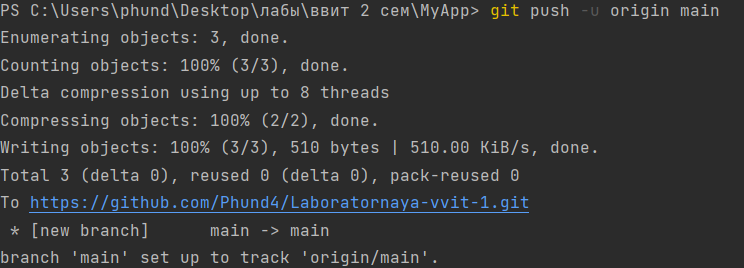 PS C:\Users\phund\Desktop\лабы\ввит 2 сем\MyApp> git push -u origin main
Enumerating objects: 3, done.
Counting objects: 100% (3/3), done.
Delta compression using up to 8 threads
Compressing objects: 100% (2/2), done.
Writing objects: 100% (3/3), 510 bytes | 510.00 KiB/s, done.
Total 3 (delta 0), reused 0 (delta 0), pack-reused 0
To https://github.com/Phund4/Laboratornaya-vvit-1.git
 * [new branch]      main -> main
branch 'main' set up to track 'origin/main'.